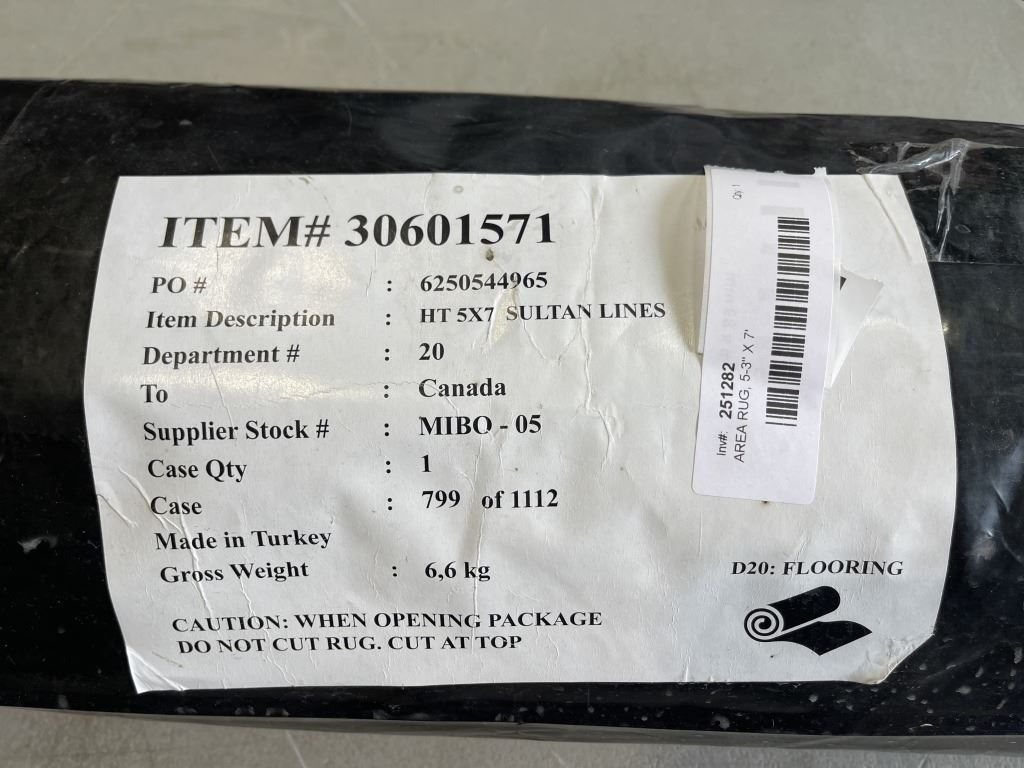 ITEM# 30601571
PO # : 6250544965
Item Description : HT 5X7 SULTAN LINES
Department # : 20
To : Canada
Supplier Stock # : MIBO - 05
Case Qty : 1
Case : 799 of 1112
Made in Turkey
Gross Weight : 6,6 kg
CAUTION: WHEN OPENING PACKAGE
DO NOT CUT RUG. CUT AT TOP
D20: FLOORING
Inv#: 251282
AREA RUG, 5-3" X 7'
Qty 1